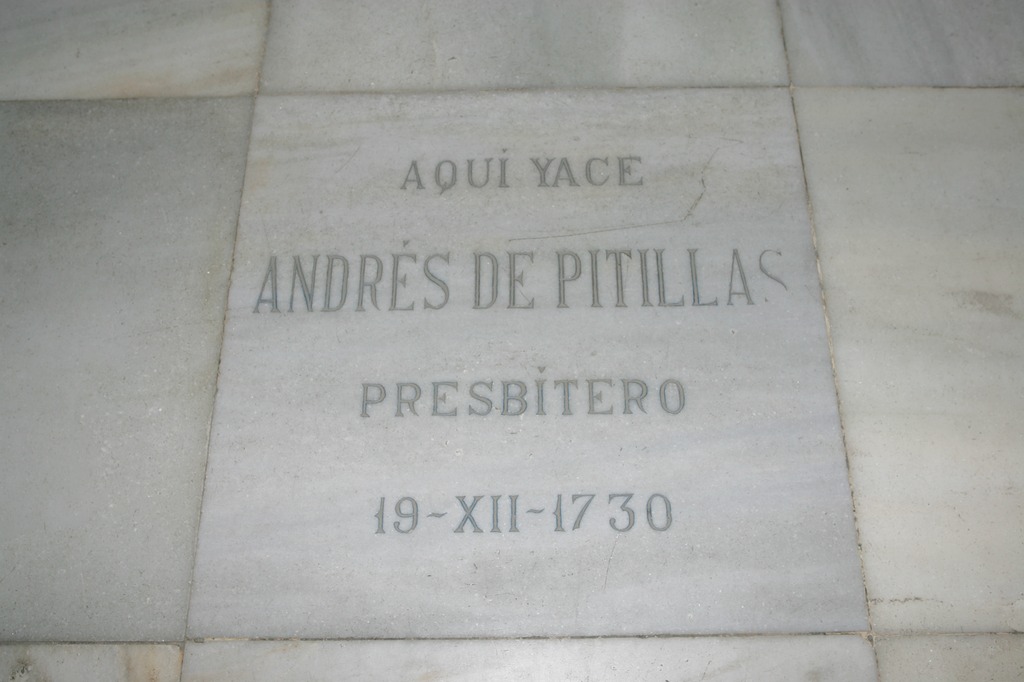 AQUÍ YACE
ANDRÉS DE PITILLAS
PRESBÍTERO
19-XII-1730